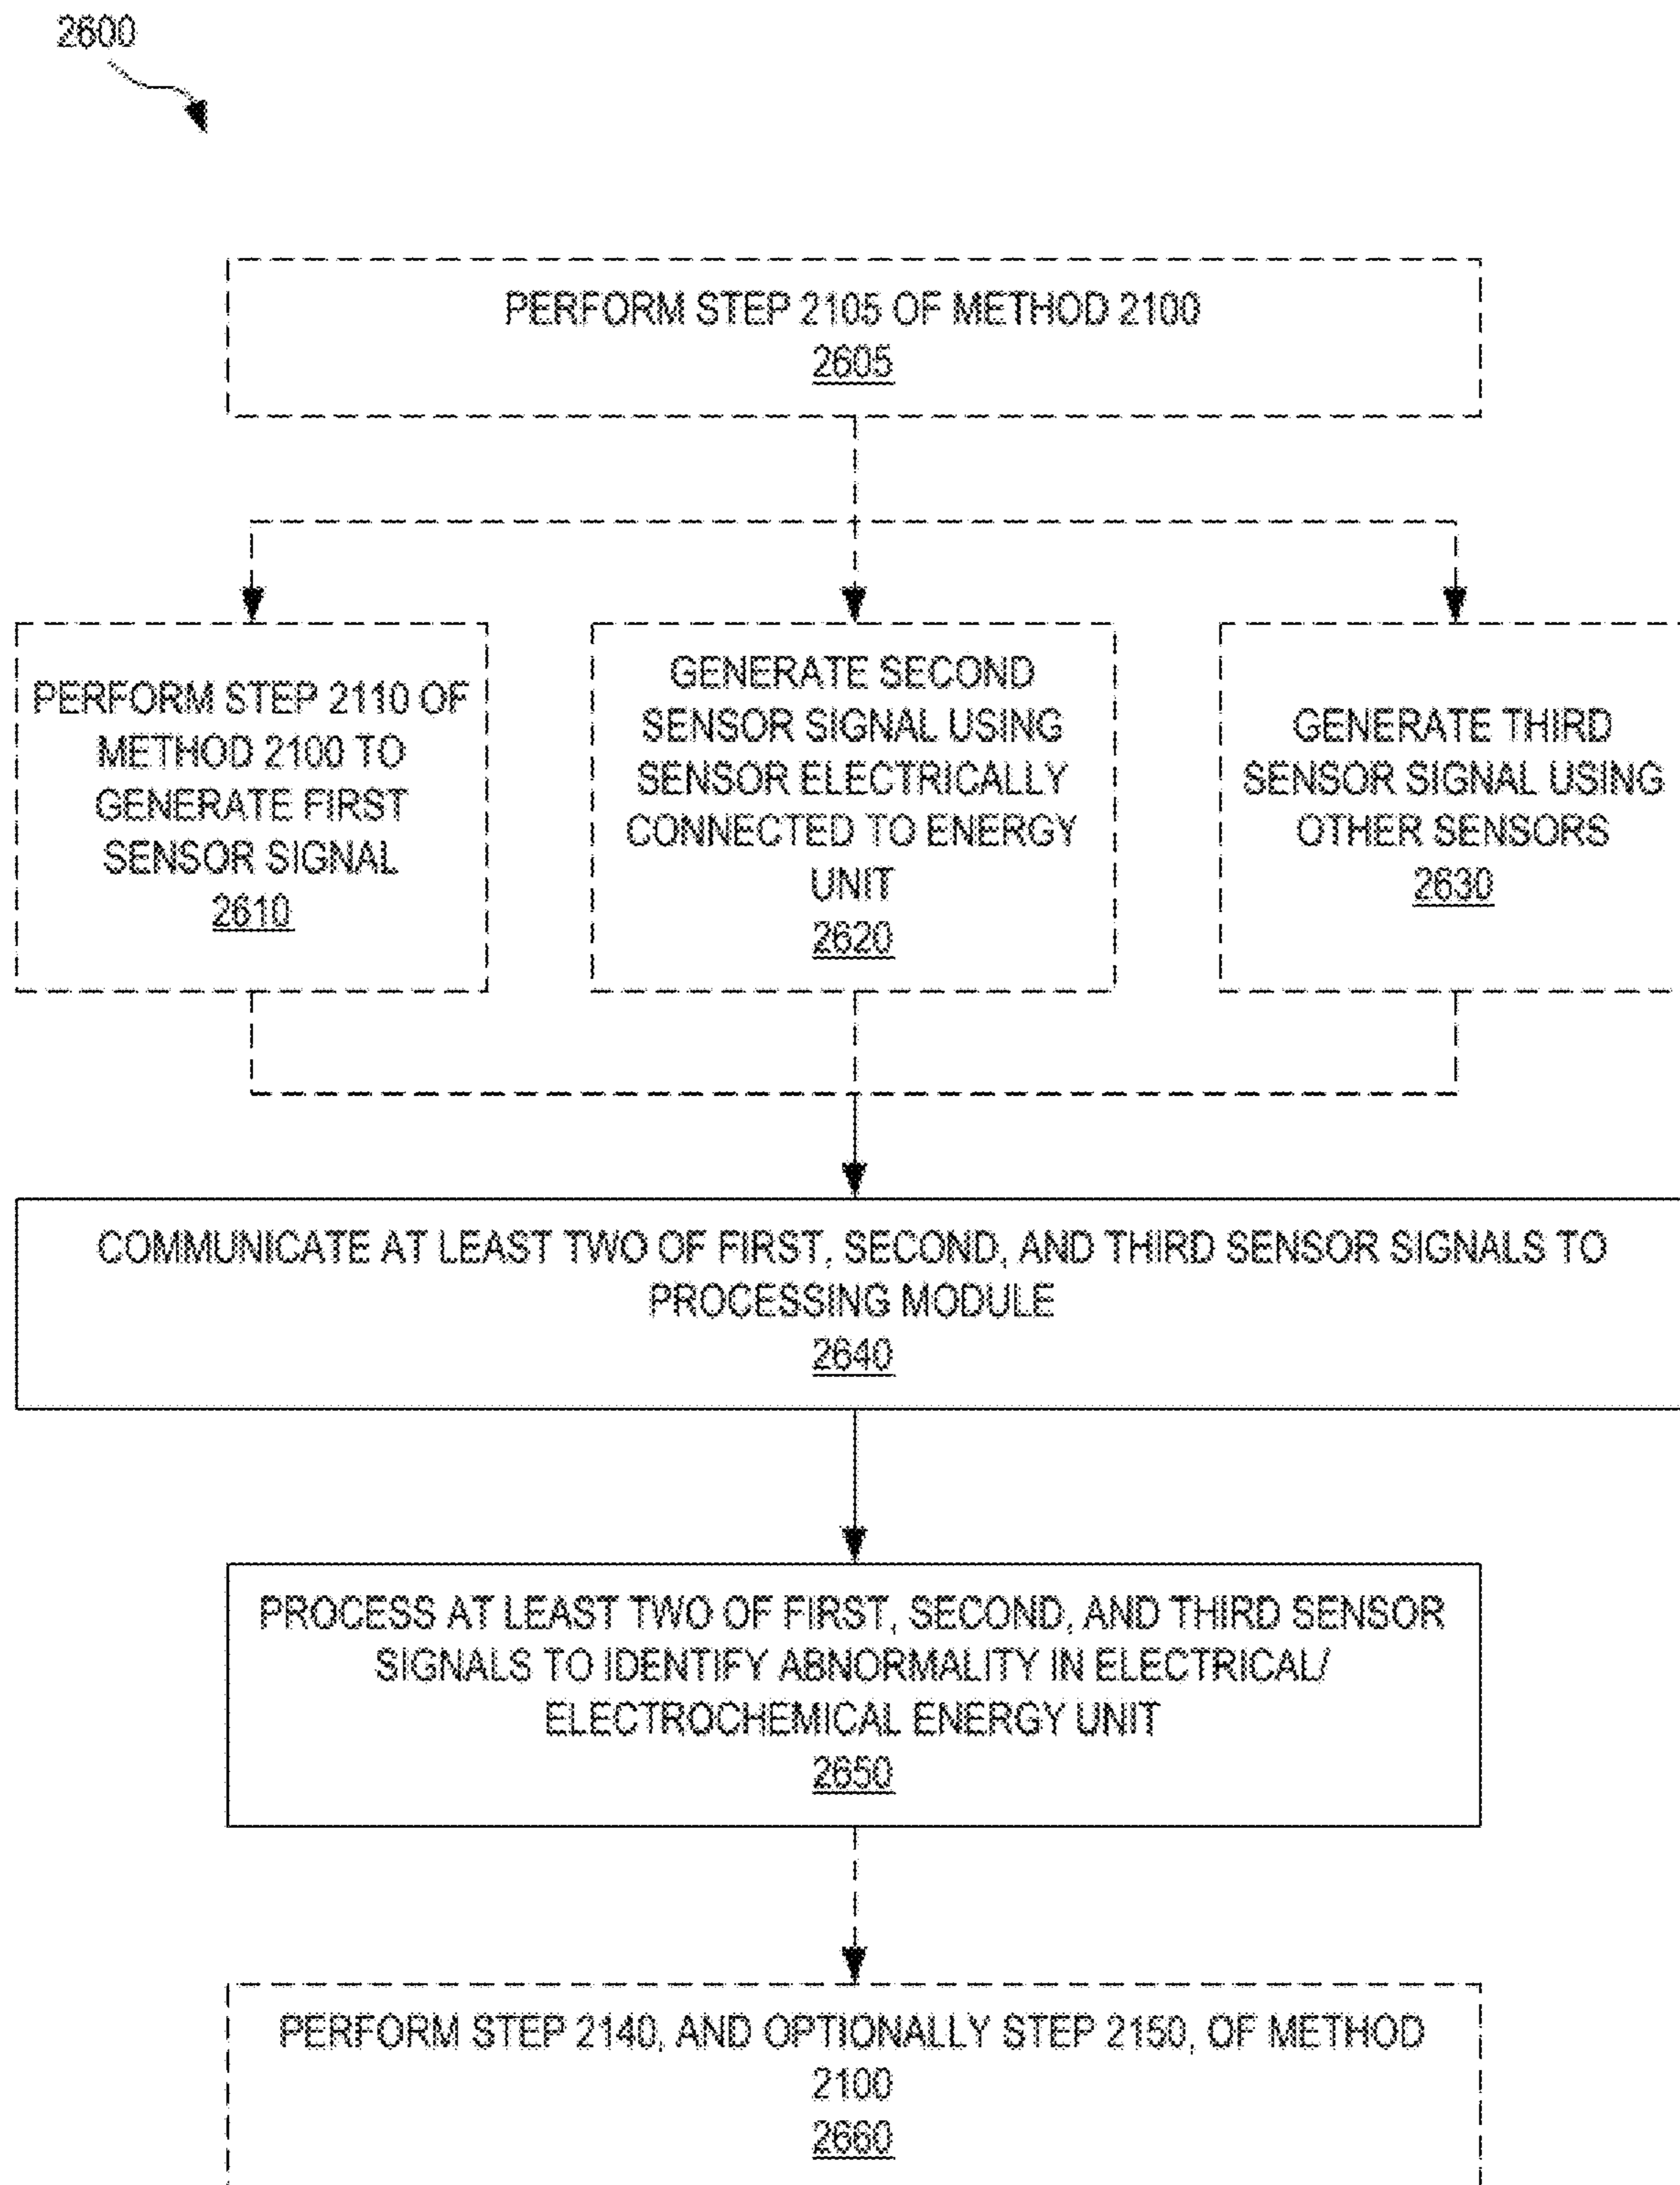 2600
PERFORM STEP 2105 OF METHOD 2100
2605
PERFORM STEP 2110 OF
METHOD 2100 TO
GENERATE FIRST
SENSOR SIGNAL
2610
GENERATE SECOND
SENSOR SIGNAL USING
SENSOR ELECTRICALLY
CONNECTED TO ENERGY
UNIT
2620
GENERATE THIRD
SENSOR SIGNAL USING
OTHER SENSORS
2630
COMMUNICATE AT LEAST TWO OF FIRST, SECOND, AND THIRD SENSOR SIGNALS TO
PROCESSING MODULE
2640
PROCESS AT LEAST TWO OF FIRST, SECOND, AND THIRD SENSOR
SIGNALS TO IDENTIFY ABNORMALITY IN ELECTRICAL/
ELECTROCHEMICAL ENERGY UNIT
2650
PERFORM STEP 2140, AND OPTIONALLY STEP 2150, OF METHOD
2100
2660